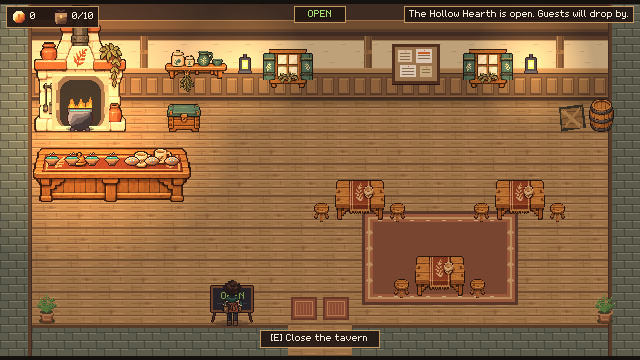 0
0/10
OPEN
The Hollow Hearth is open. Guests will drop by.
[E] Close the tavern